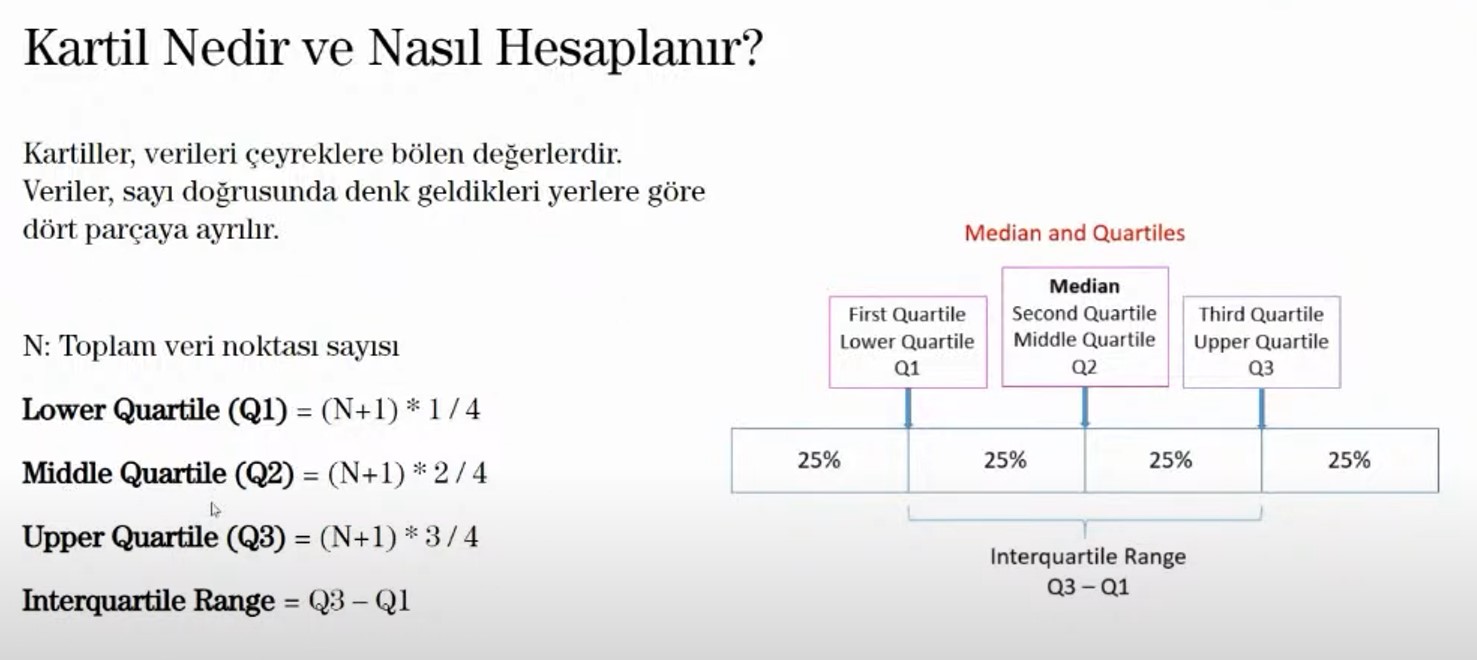 Kartil Nedir ve Nasıl Hesaplanır?
Kartiller, verileri çeyreklere bölen değerlerdir.
Veriler, sayı doğrusunda denk geldikleri yerlere göre
dört parçaya ayrılır.
N: Toplam veri noktası sayısı
Lower Quartile (Q1) = (N+1) * 1 / 4
Middle Quartile (Q2) = (N+1) * 2 / 4
Upper Quartile (Q3) = (N+1) * 3 / 4
Interquartile Range = Q3 – Q1
Median and Quartiles
First Quartile
Lower Quartile
Q1
Median
Second Quartile
Middle Quartile
Q2
Third Quartile
Upper Quartile
Q3
25% 25% 25% 25%
Interquartile Range
Q3 – Q1